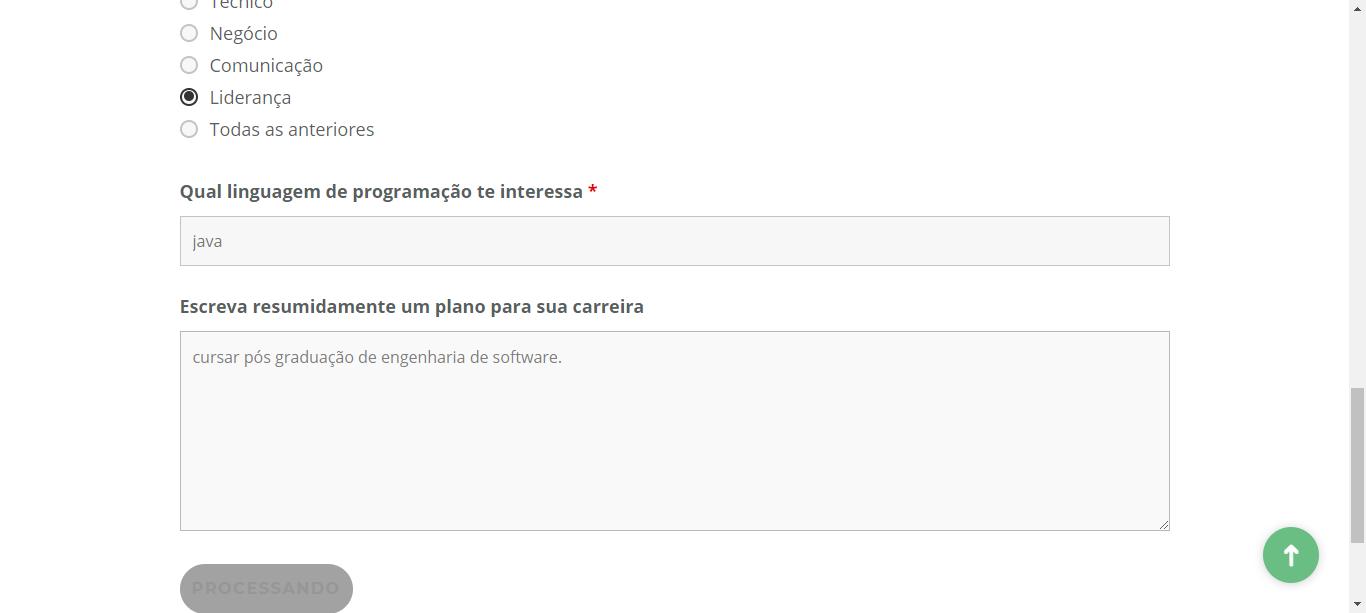 Técnico
Negócio
Comunicação
Liderança
Todas as anteriores
Qual linguagem de programação te interessa *
java
Escreva resumidamente um plano para sua carreira
cursar pós graduação de engenharia de software.
PROCESSANDO